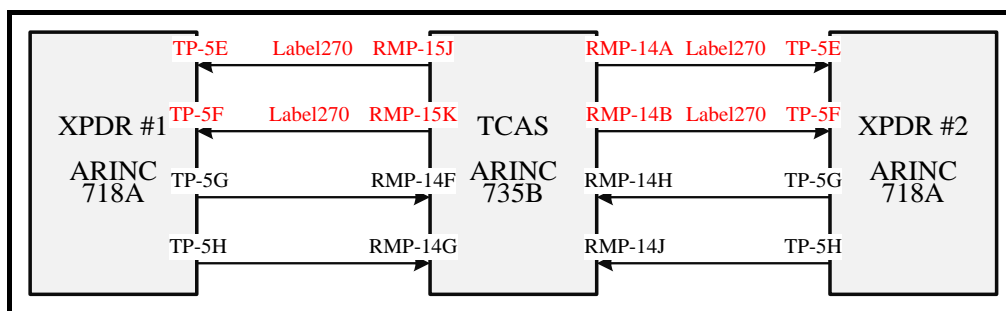 TP-5E Label270 RMP-15J RMP-14A Label270 TP-5E
TP-5F Label270 RMP-15K RMP-14B Label270 TP-5F
XPDR #1 TCAS XPDR #2
ARINC ARINC ARINC
718A 735B 718A
TP-5G RMP-14F RMP-14H TP-5G
TP-5H RMP-14G RMP-14J TP-5H